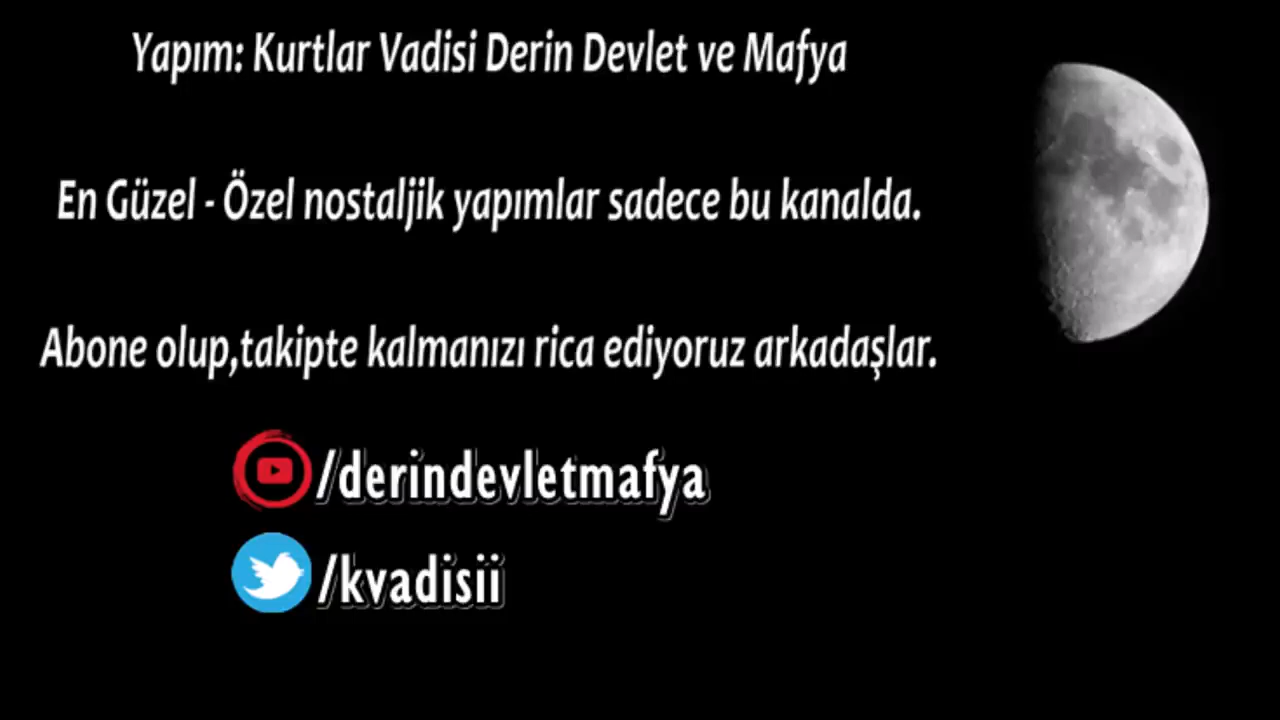 Yapım: Kurtlar Vadisi Derin Devlet ve Mafya
En Güzel - Özel nostaljik yapımlar sadece bu kanalda.
Abone olup,takipte kalmanızı rica ediyoruz arkadaşlar.
/derindevletmafya
/kvadisii